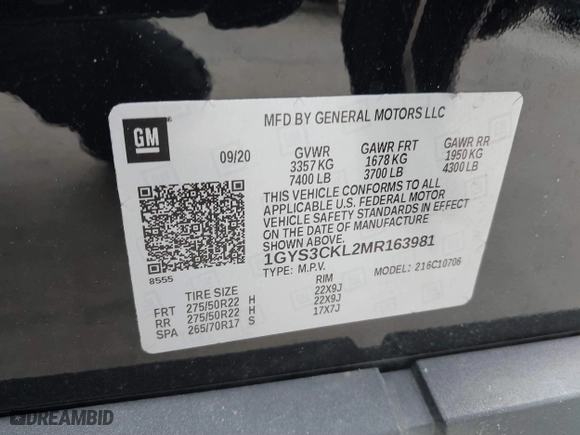 GM
MFD BY GENERAL MOTORS LLC
09/20 GVWR GAWR FRT GAWR RR
3357 KG 1678 KG 1950 KG
7400 LB 3700 LB 4300 LB
THIS VEHICLE CONFORMS TO ALL
APPLICABLE U.S. FEDERAL MOTOR
VEHICLE SAFETY STANDARDS IN EFFECT
ON THE DATE OF MANUFACTURE
SHOWN ABOVE.
1GYS3CKL2MR163981
TYPE: M.P.V. MODEL: 216C10706
8555
TIRE SIZE RIM
FRT 275/50R22 H 22X9J
RR 275/50R22 H 22X9J
SPA 265/70R17 S 17X7J
DREAMBID